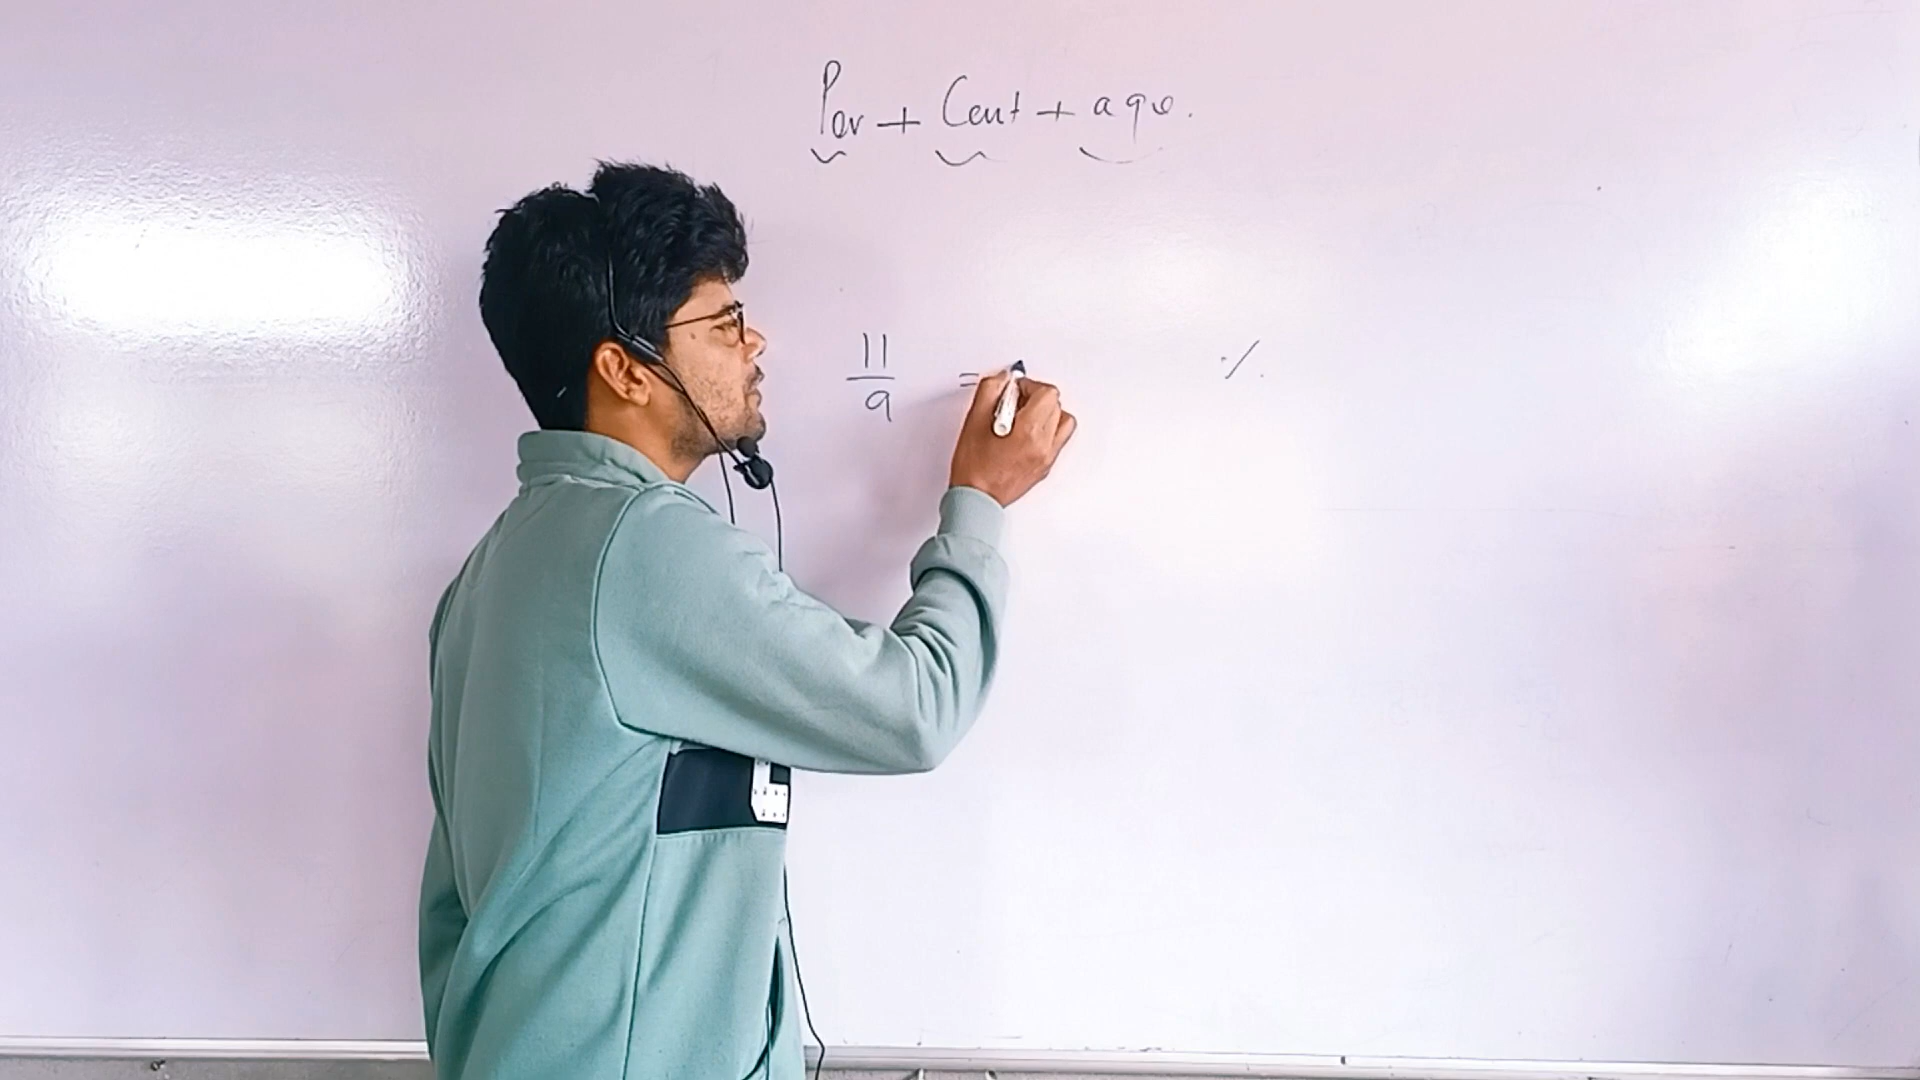 Per + Cent + age.
11/9 = %